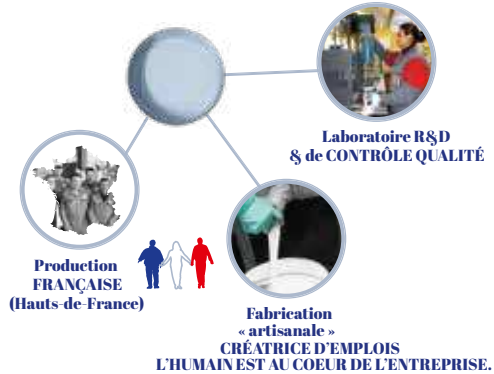 Laboratoire R&D
& de CONTRÔLE QUALITÉ
Production
FRANÇAISE
(Hauts-de-France)
Fabrication
« artisanale »
CRÉATRICE D’EMPLOIS
L’HUMAIN EST AU COEUR DE L’ENTREPRISE.